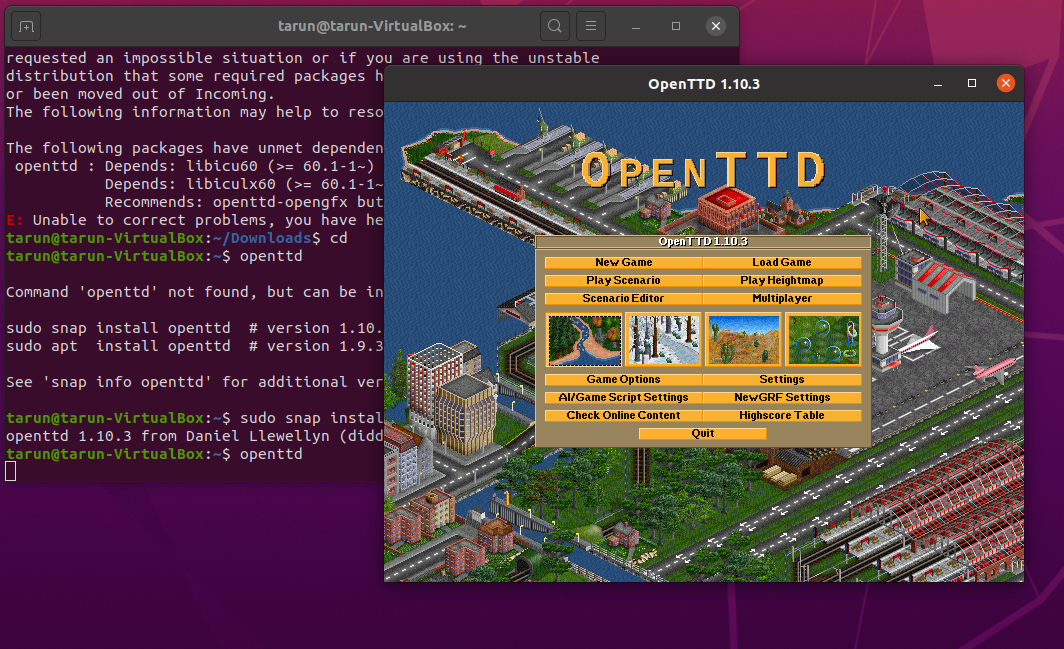 tarun@tarun-VirtualBox: ~
requested an impossible situation or if you are using the unstable
distribution that some required packages h
or been moved out of Incoming.
The following information may help to reso
The following packages have unmet dependen
openttd : Depends: libicu60 (>= 60.1-1~)
Depends: libiculx60 (>= 60.1-1~
Recommends: openttd-opengfx but
E: Unable to correct problems, you have he
tarun@tarun-VirtualBox:~/Downloads$ cd
tarun@tarun-VirtualBox:~$ openttd
Command 'openttd' not found, but can be in
sudo snap install openttd  # version 1.10.
sudo apt  install openttd  # version 1.9.3
See 'snap info openttd' for additional ver
tarun@tarun-VirtualBox:~$ sudo snap instal
openttd 1.10.3 from Daniel Llewellyn (didd
tarun@tarun-VirtualBox:~$ openttd
OpenTTD 1.10.3
OPENTTD
OpenTTD 1.10.3
New Game
Load Game
Play Scenario
Play Heightmap
Scenario Editor
Multiplayer
Game Options
Settings
AI/Game Script Settings
NewGRF Settings
Check Online Content
Highscore Table
Quit